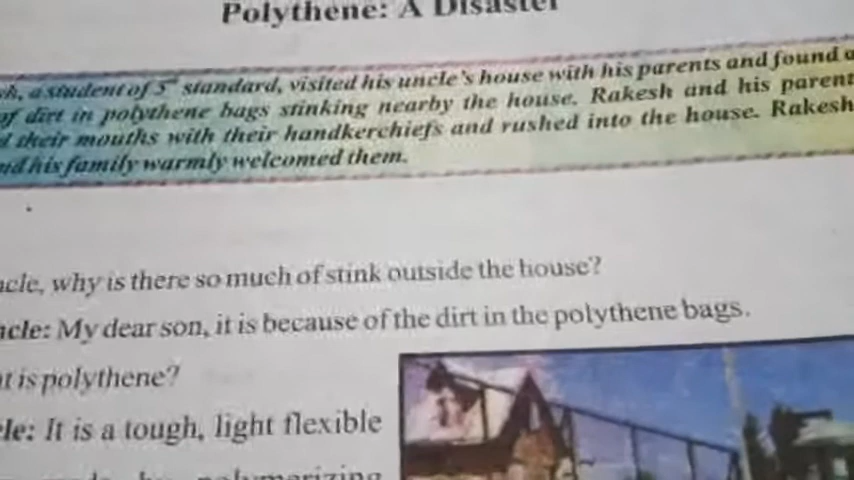 Polythene: A Disaster
a student of 5th standard, visited his uncle's house with his parents and found a
of dirt in polythene bags stinking nearby the house. Rakesh and his parent
their mouths with their handkerchiefs and rushed into the house. Rakesh
his family warmly welcomed them.
why is there so much of stink outside the house?
My dear son, it is because of the dirt in the polythene bags.
is polythene?
It is a tough, light flexible
polymerizing